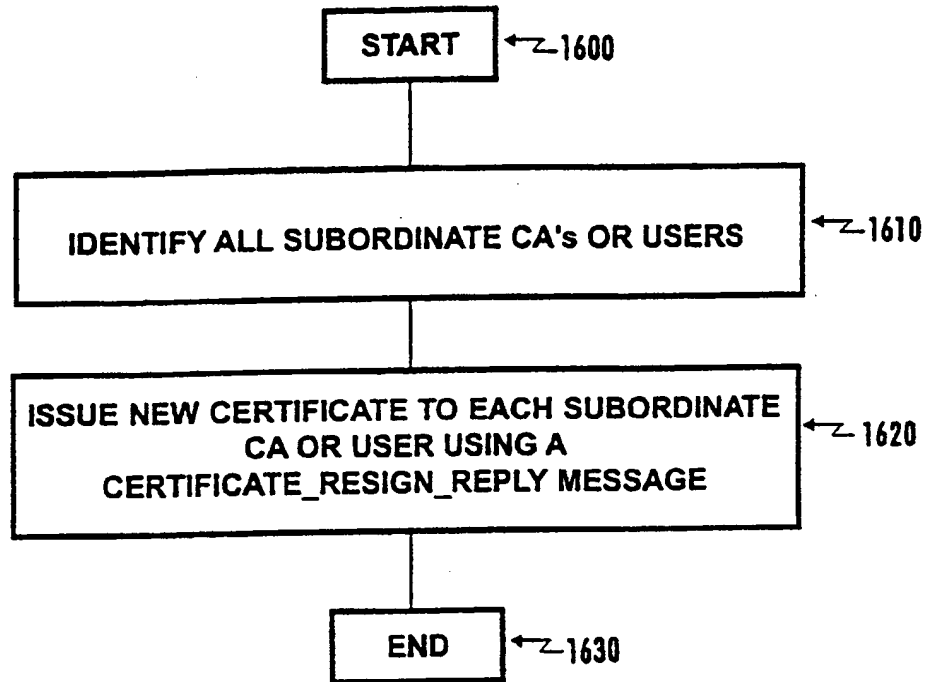 START
1600
IDENTIFY ALL SUBORDINATE CA's OR USERS
1610
ISSUE NEW CERTIFICATE TO EACH SUBORDINATE
CA OR USER USING A
CERTIFICATE_RESIGN_REPLY MESSAGE
1620
END
1630